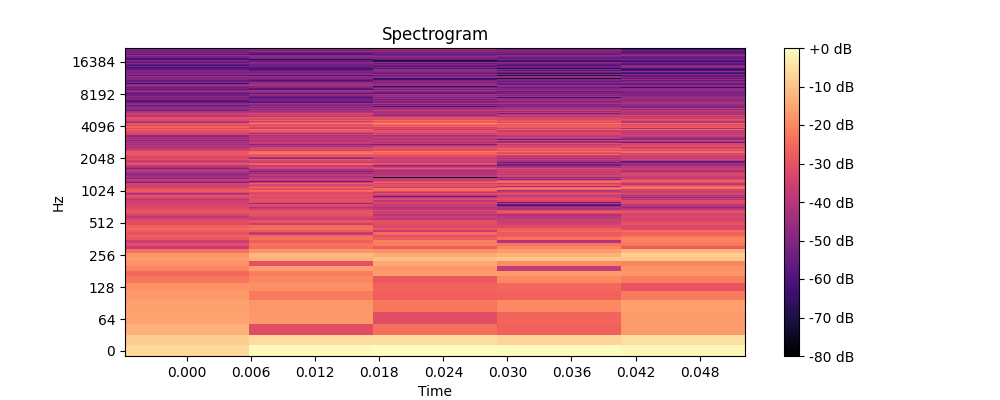 Spectrogram
16384
8192
4096
2048
1024
512
256
128
64
0
Hz
0.000 0.006 0.012 0.018 0.024 0.030 0.036 0.042 0.048
Time
+0 dB
-10 dB
-20 dB
-30 dB
-40 dB
-50 dB
-60 dB
-70 dB
-80 dB